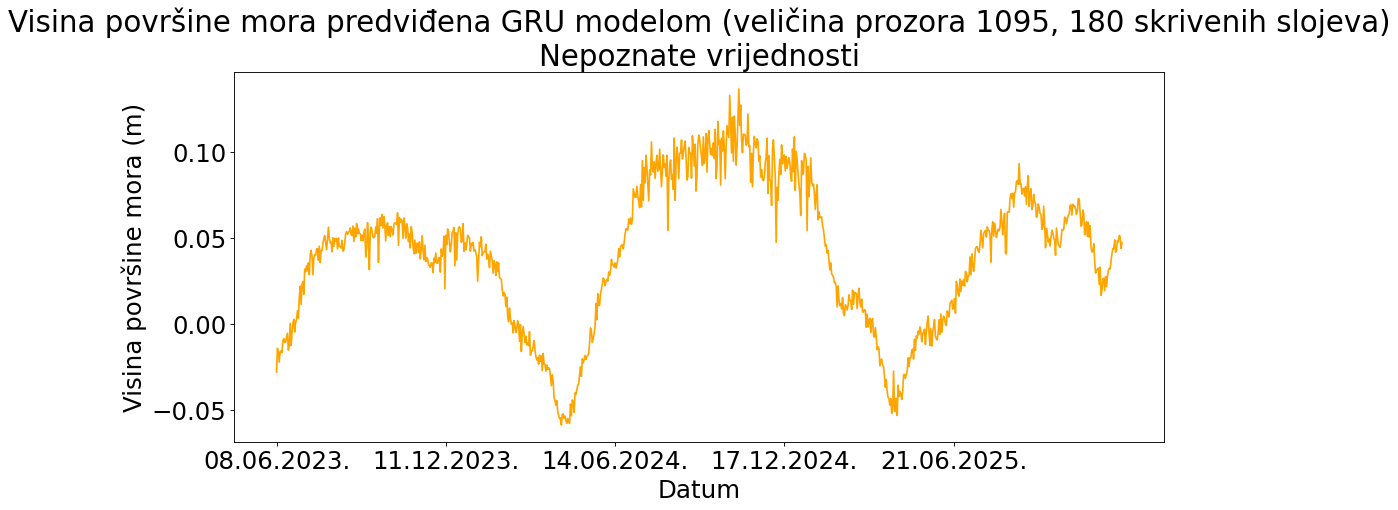 Visina površine mora predviđena GRU modelom (veličina prozora 1095, 180 skrivenih slojeva)
Nepoznate vrijednosti
Visina površine mora (m)
0.10
0.05
0.00
−0.05
08.06.2023. 11.12.2023. 14.06.2024. 17.12.2024. 21.06.2025.
Datum